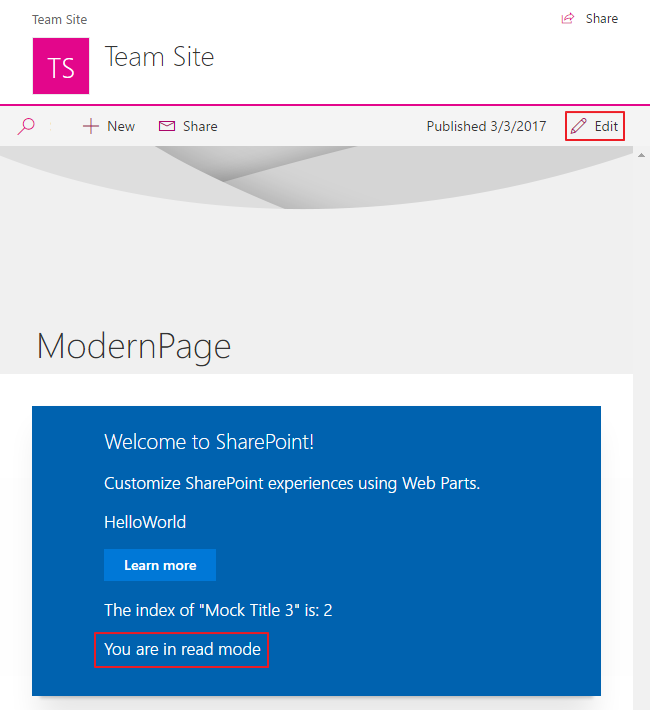 Team Site
Share
TS
Team Site
New
Share
Published 3/3/2017
Edit
ModernPage
Welcome to SharePoint!
Customize SharePoint experiences using Web Parts.
HelloWorld
Learn more
The index of "Mock Title 3" is: 2
You are in read mode